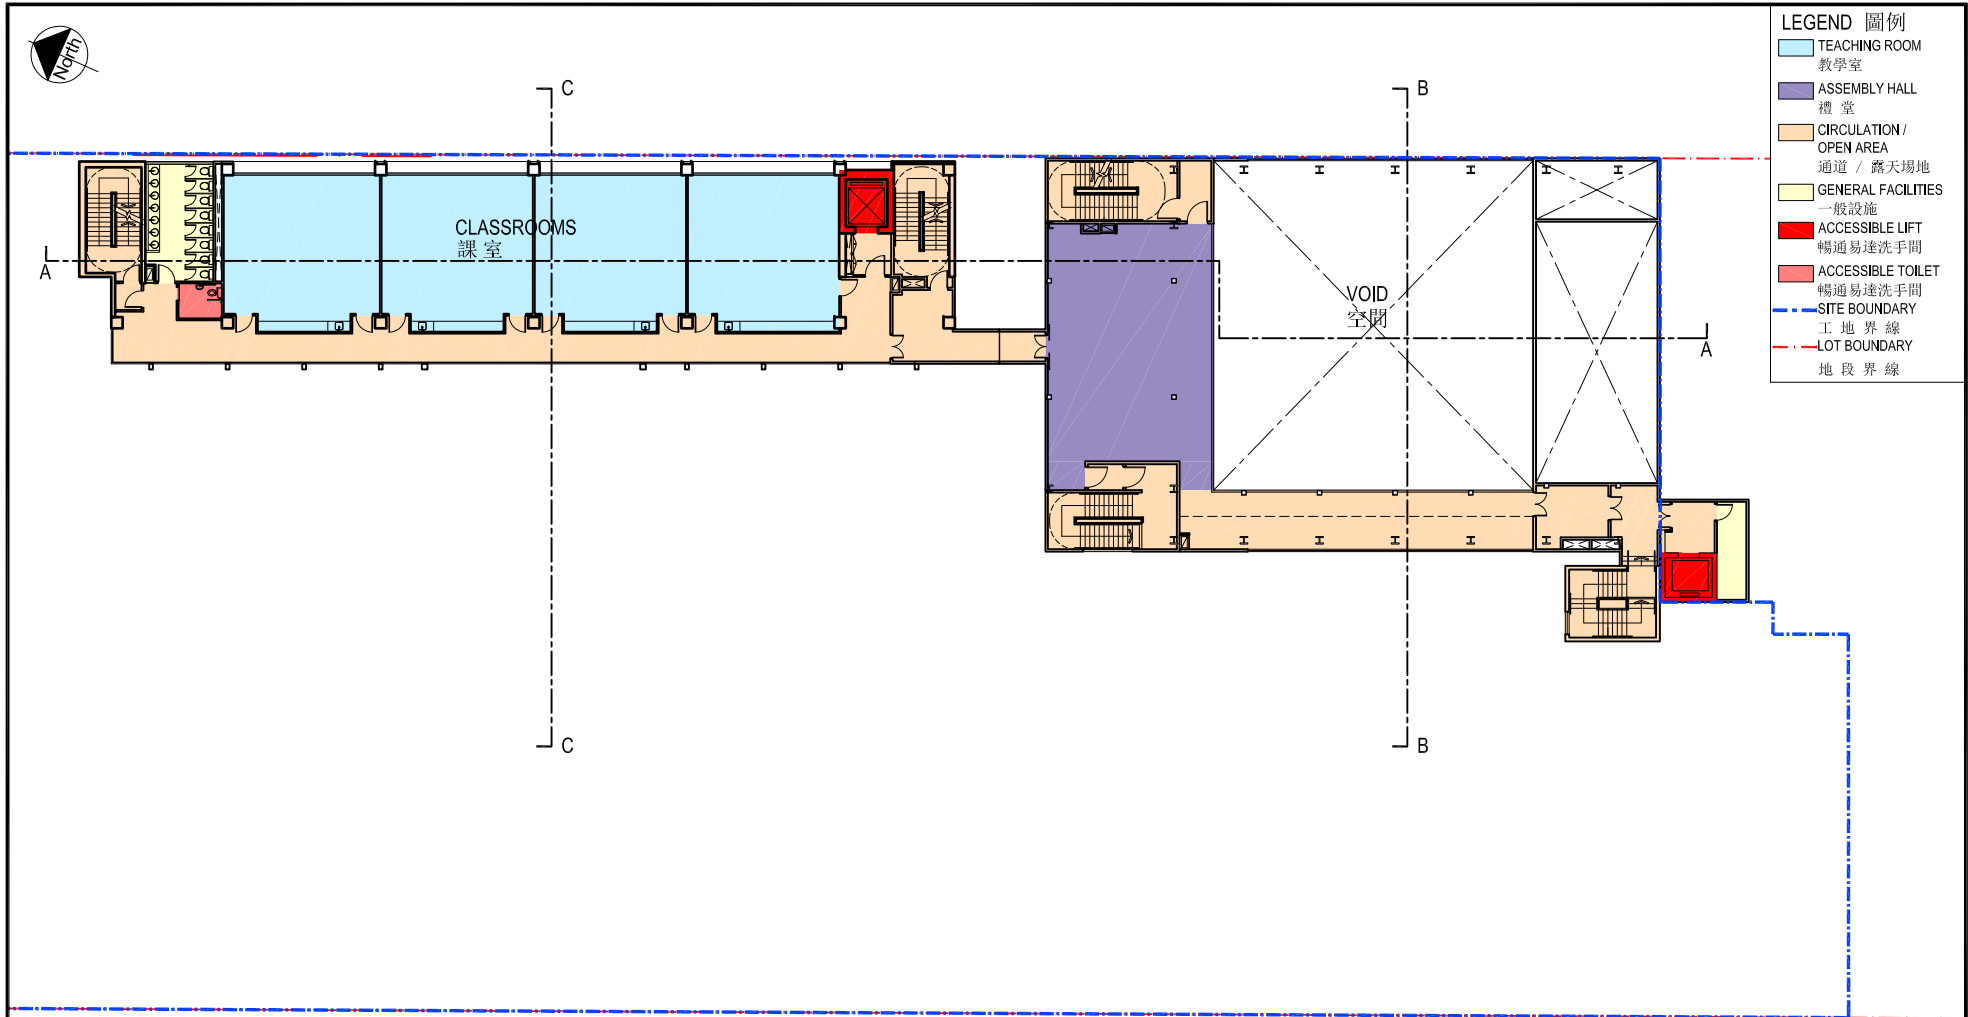 North
C
B
LEGEND 圖例
TEACHING ROOM
教學室
ASSEMBLY HALL
禮 堂
CIRCULATION /
OPEN AREA
通道 / 露天場地
GENERAL FACILITIES
一般設施
ACCESSIBLE LIFT
暢通易達洗手間
ACCESSIBLE TOILET
暢通易達洗手間
SITE BOUNDARY
工 地 界 線
LOT BOUNDARY
地 段 界 線
CLASSROOMS
課 室
A
VOID
空間
A
C
B